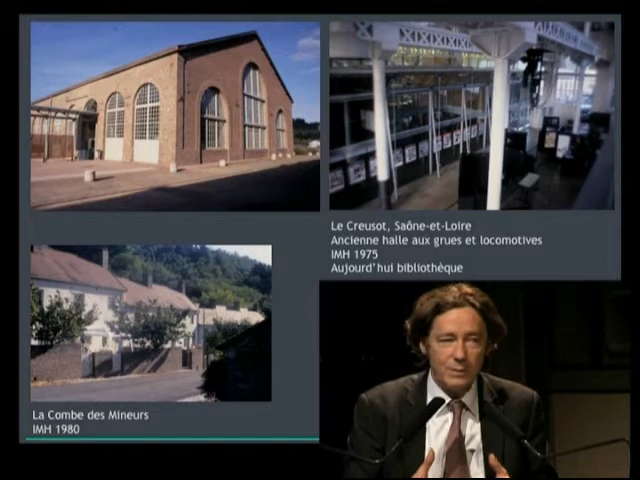 Le Creusot, Saône-et-Loire
Ancienne halle aux grues et locomotives
IMH 1975
Aujourd'hui bibliothèque
La Combe des Mineurs
IMH 1980